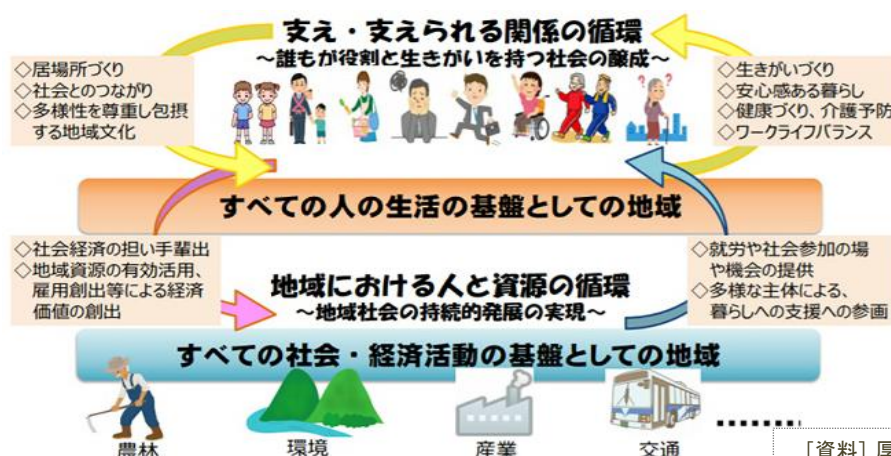 支え・支えられる関係の循環
～誰もが役割と生きがいを持つ社会の醸成～
◇居場所づくり
◇社会とのつながり
◇多様性を尊重し包摂
する地域文化
◇生きがいづくり
◇安心感ある暮らし
◇健康づくり、介護予防
◇ワークライフバランス
すべての人の生活の基盤としての地域
◇社会経済の担い手輩出
◇地域資源の有効活用、
雇用創出等による経済
価値の創出
地域における人と資源の循環
～地域社会の持続的発展の実現～
◇就労や社会参加の場
や機会の提供
◇多様な主体による、
暮らしへの支援への参画
すべての社会・経済活動の基盤としての地域
農林
環境
産業
交通
[資料] 厚